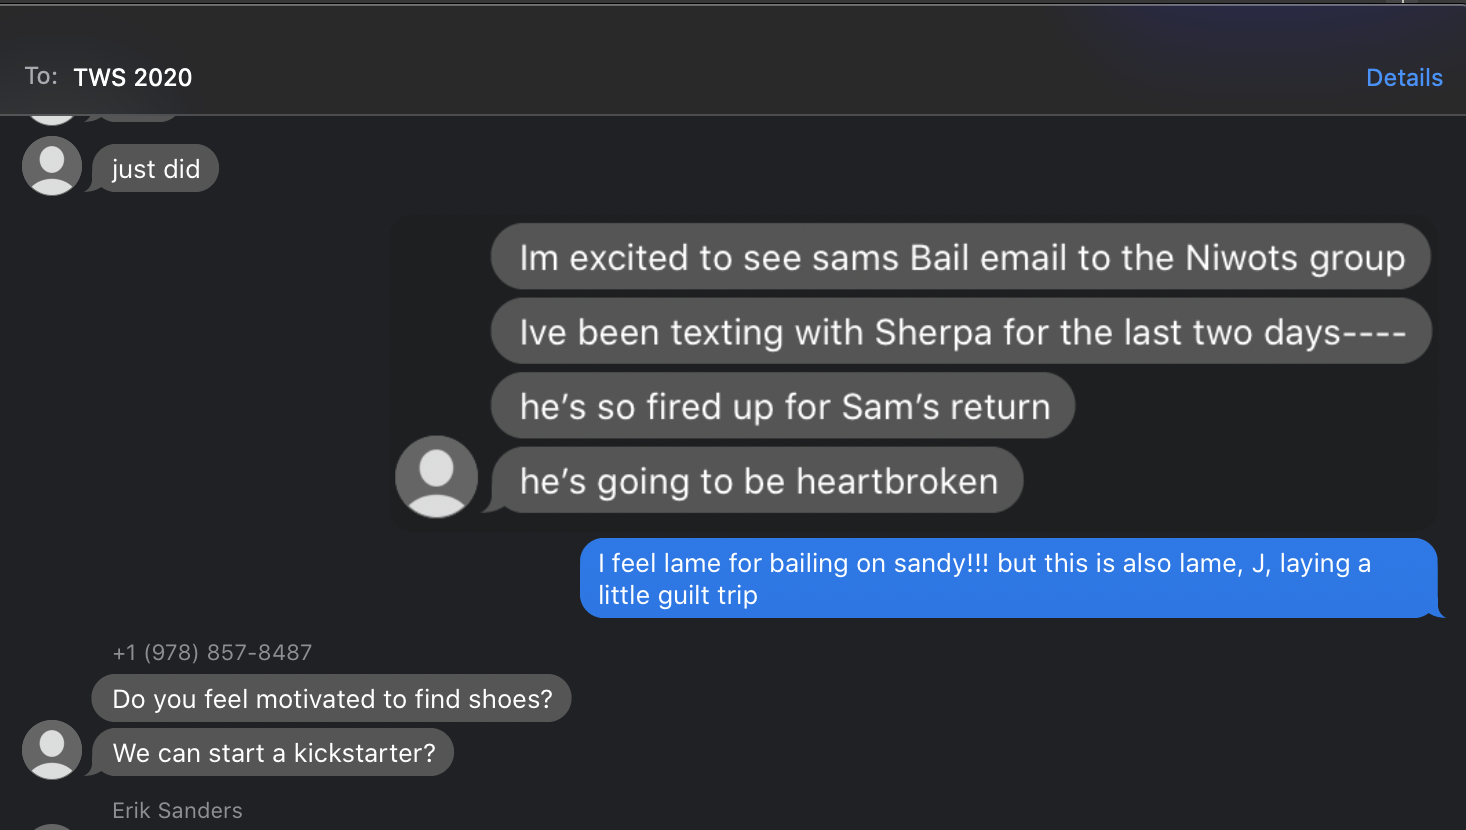 To: TWS 2020
Details
just did
Im excited to see sams Bail email to the Niwots group
Ive been texting with Sherpa for the last two days----
he's so fired up for Sam's return
he's going to be heartbroken
I feel lame for bailing on sandy!!! but this is also lame, J, laying a
little guilt trip
+1 (978) 857-8487
Do you feel motivated to find shoes?
We can start a kickstarter?
Erik Sanders